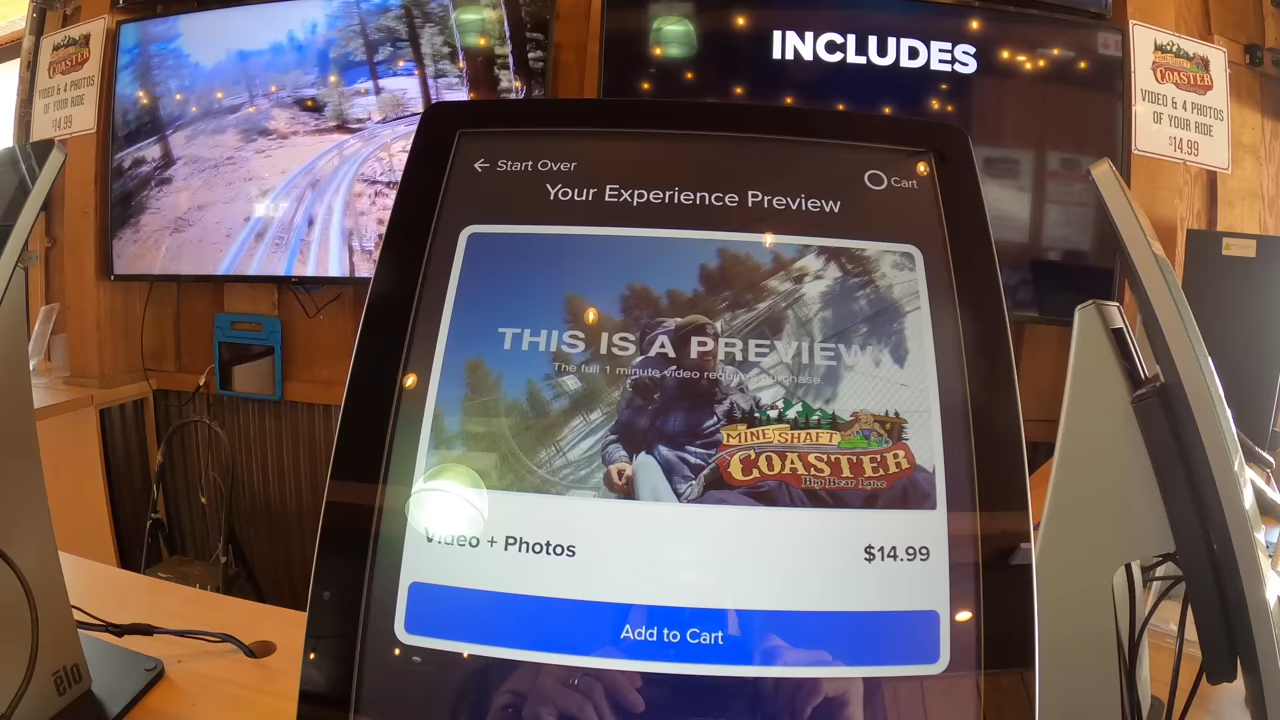 INCLUDES
COASTER
VIDEO & 4 PHOTOS
OF YOUR RIDE
$14.99
MINE SHAFT
COASTER
VIDEO & 4 PHOTOS
OF YOUR RIDE
$14.99
← Start Over
Cart
Your Experience Preview
THIS IS A PREVIEW
The full 1 minute video requires purchase.
MINE SHAFT
COASTER
Big Bear Lake
Video + Photos
$14.99
Add to Cart
elo